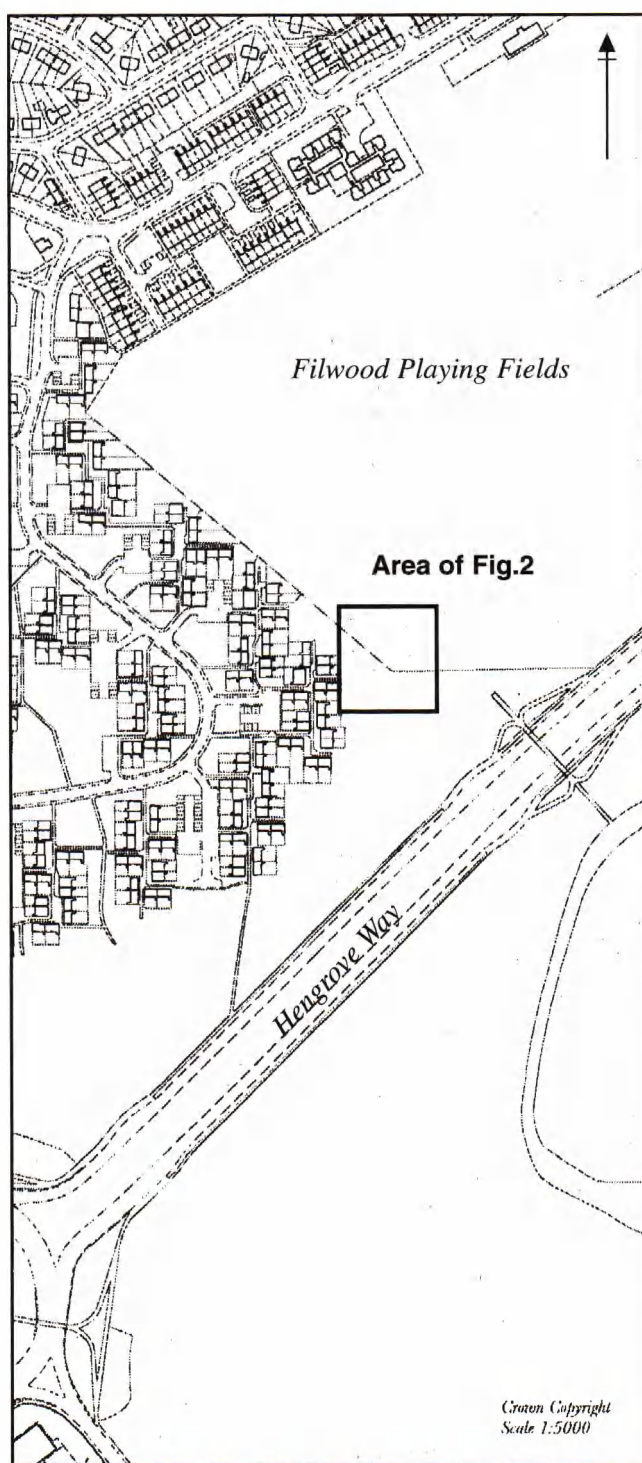 Filwood Playing Fields
Area of Fig.2
Hengrove Way
Crown Copyright
Scale 1:5000